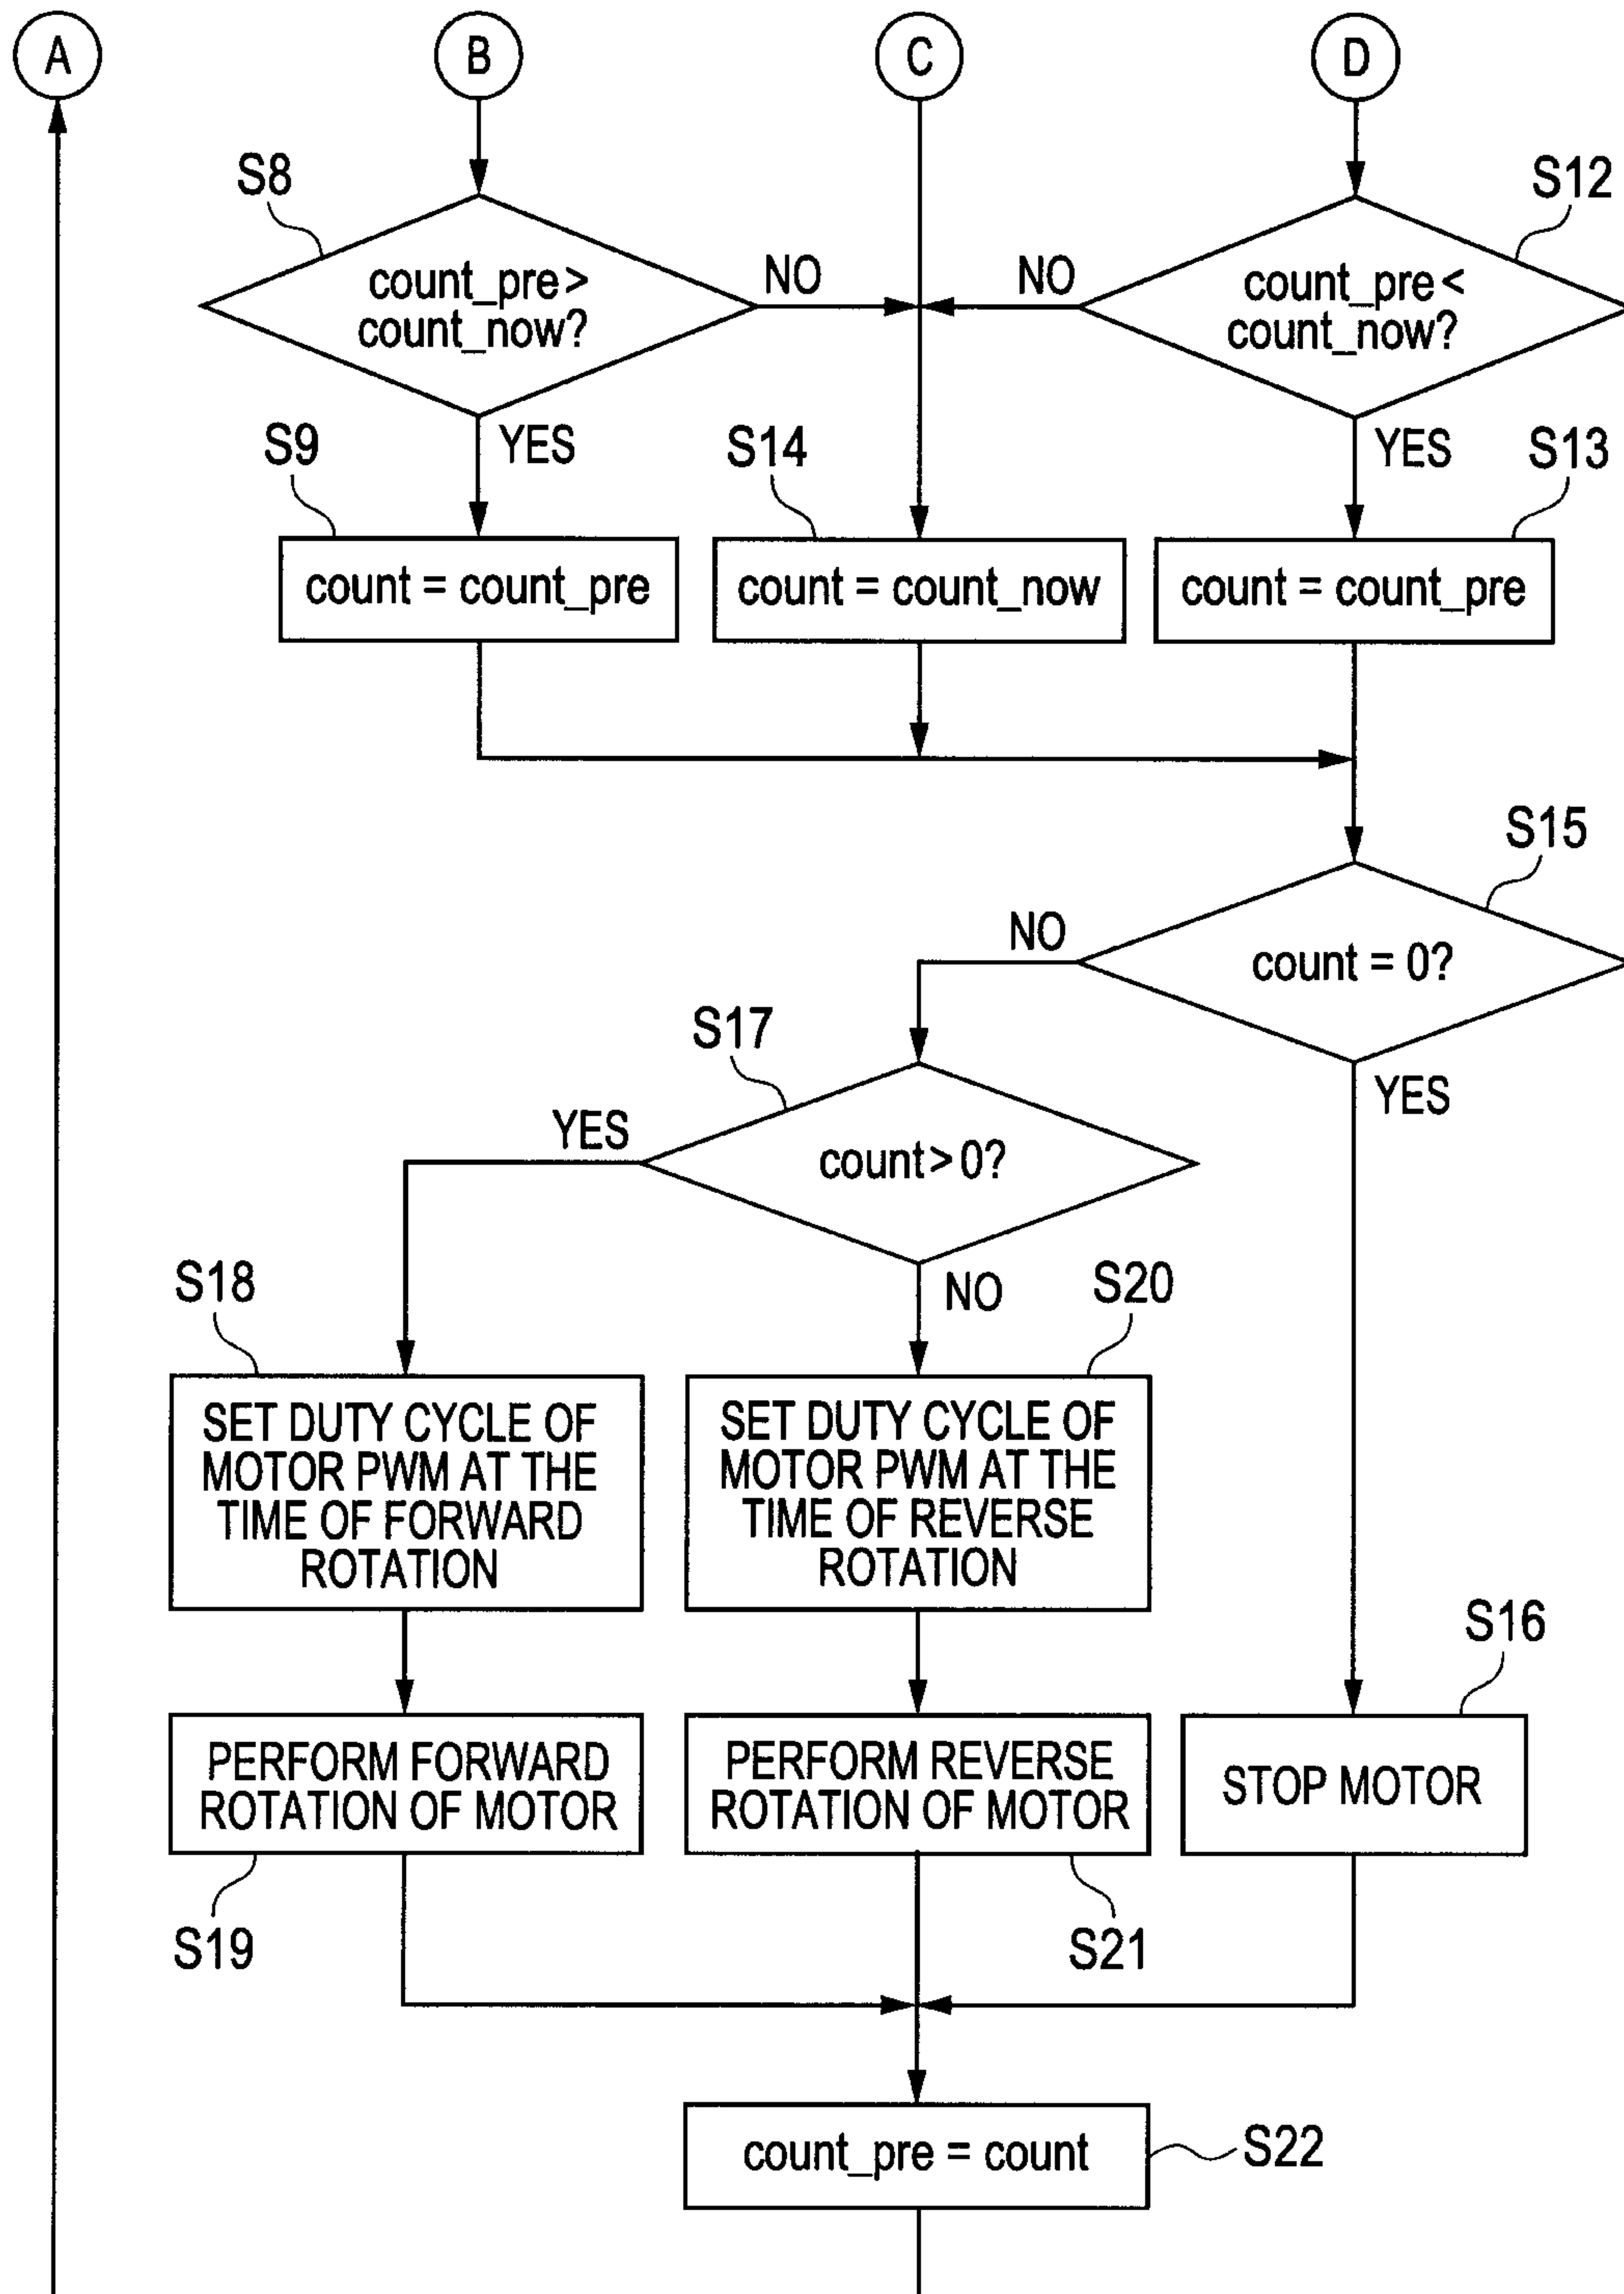 A
B
C
D
S8
S12
count_pre >
count_now?
NO
NO
count_pre <
count_now?
S9
YES
S14
YES
S13
count = count_pre
count = count_now
count = count_pre
S15
NO
count = 0?
S17
YES
YES
count > 0?
S18
NO
S20
SET DUTY CYCLE OF
MOTOR PWM AT THE
TIME OF FORWARD
ROTATION
SET DUTY CYCLE OF
MOTOR PWM AT THE
TIME OF REVERSE
ROTATION
S16
PERFORM FORWARD
ROTATION OF MOTOR
PERFORM REVERSE
ROTATION OF MOTOR
STOP MOTOR
S19
S21
count_pre = count
S22